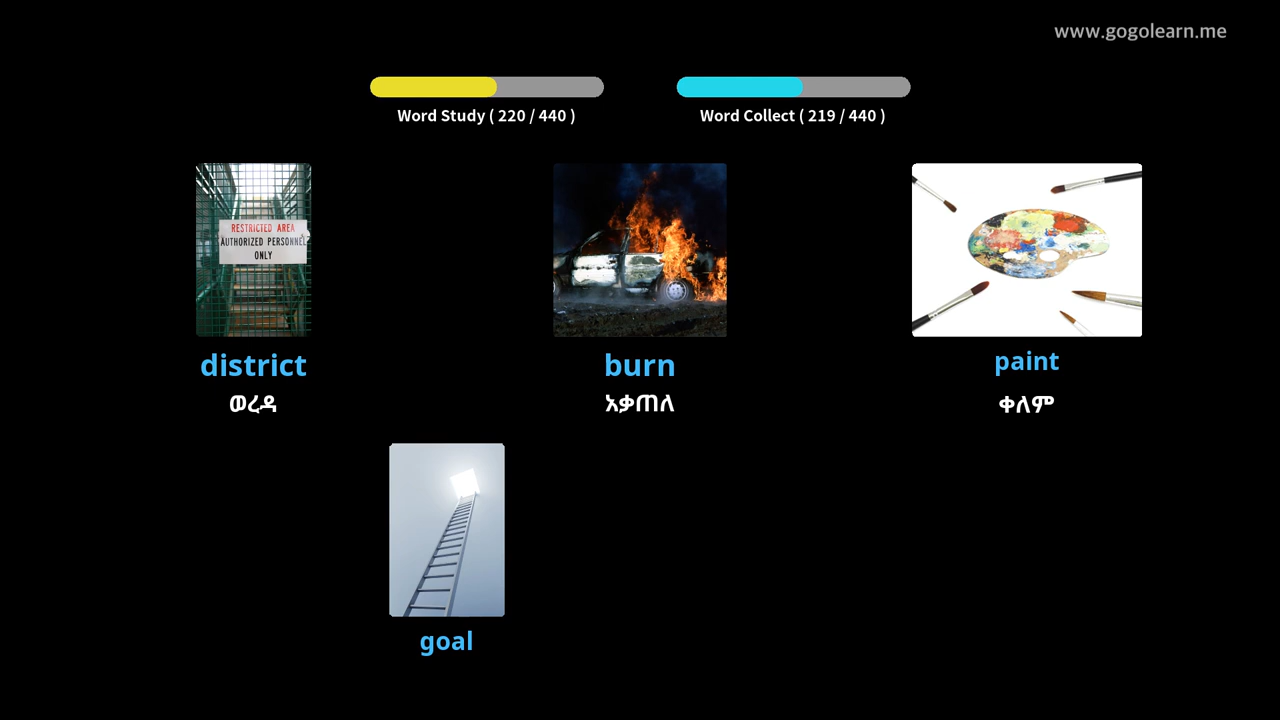 www.gogolearn.me
Word Study ( 220 / 440 )
Word Collect ( 219 / 440 )
RESTRICTED AREA
AUTHORIZED PERSONNEL
ONLY
district
burn
paint
ወረዳ
አቃጠለ
ቀለም
goal